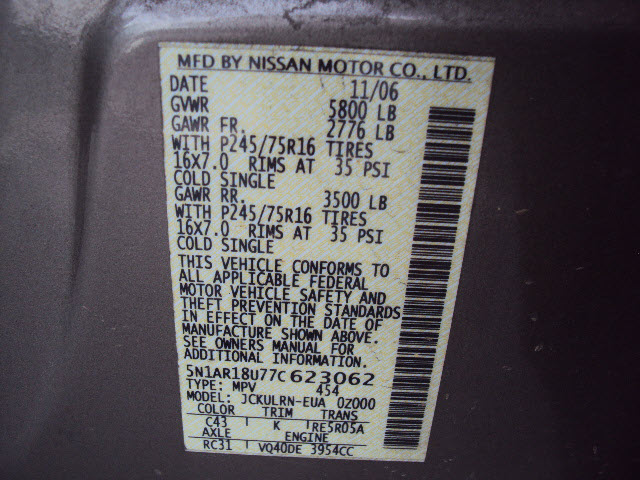 MFD BY NISSAN MOTOR CO., LTD.
DATE 11/06
GVWR 5800 LB
GAWR FR. 2776 LB
WITH P245/75R16 TIRES
16X7.0 RIMS AT 35 PSI
COLD SINGLE
GAWR RR. 3500 LB
WITH P245/75R16 TIRES
16X7.0 RIMS AT 35 PSI
COLD SINGLE
THIS VEHICLE CONFORMS TO
ALL APPLICABLE FEDERAL
MOTOR VEHICLE SAFETY AND
THEFT PREVENTION STANDARDS
IN EFFECT ON THE DATE OF
MANUFACTURE SHOWN ABOVE.
SEE OWNERS MANUAL FOR
ADDITIONAL INFORMATION.
5N1AR18U77C623062
TYPE: MPV 454
MODEL: JCKULRN-EUA 0Z000
COLOR TRIM TRANS
C43 K RE5R05A
AXLE ENGINE
RC31 VQ40DE 3954CC